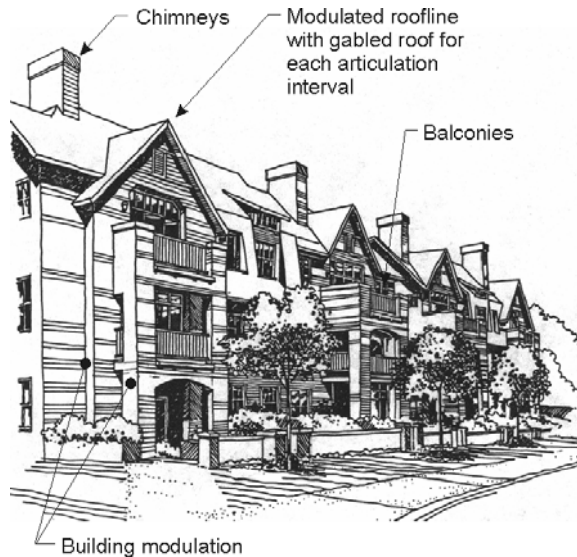 Chimneys
Modulated roofline
with gabled roof for
each articulation
interval
Balconies
Building modulation